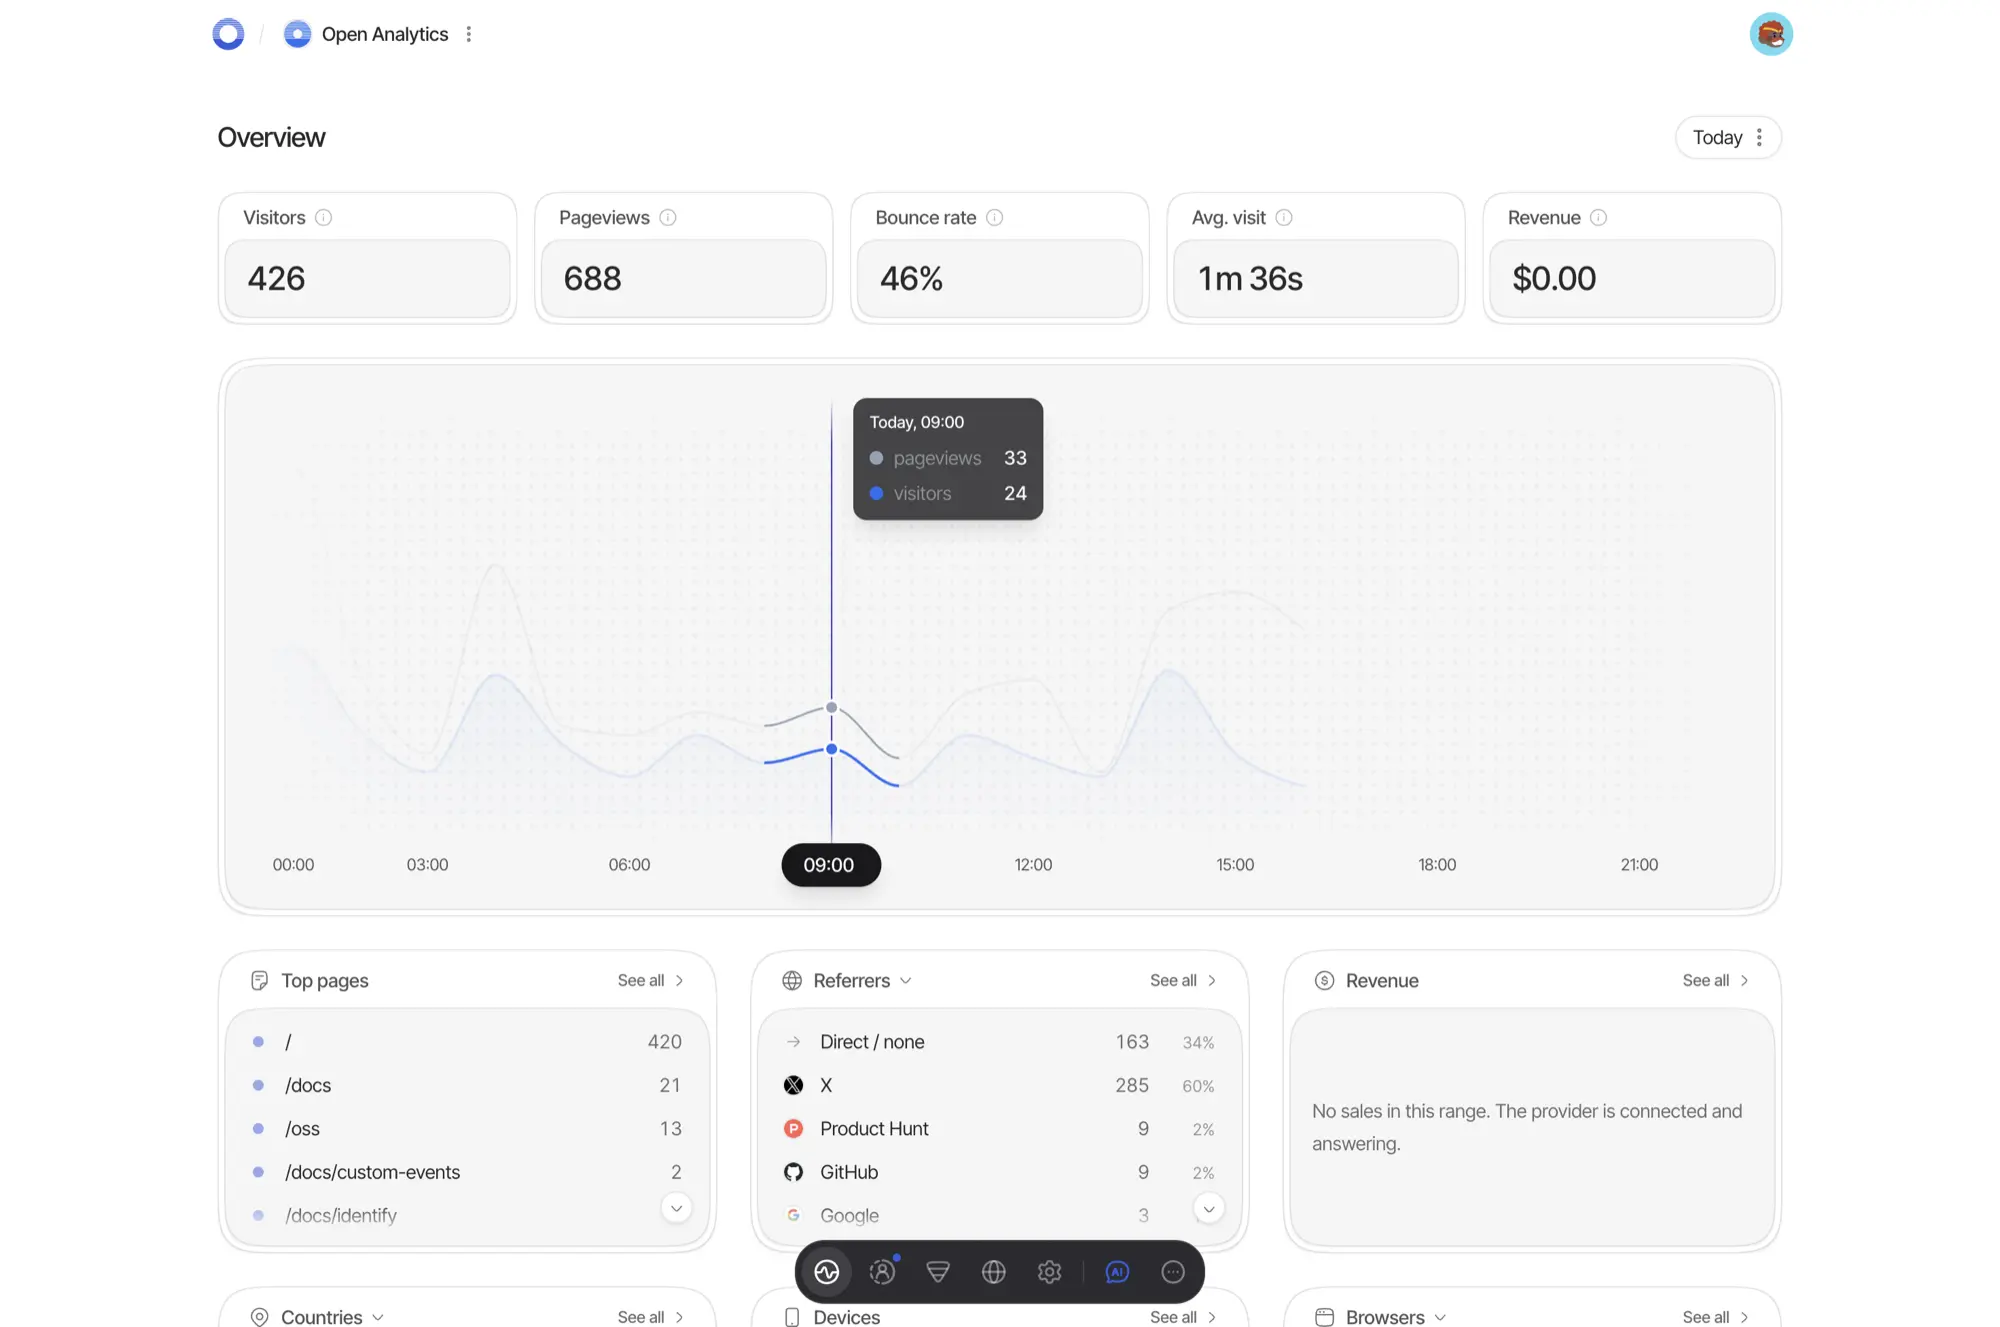 Open Analytics
Overview
Today
Visitors
426
Pageviews
688
Bounce rate
46%
Avg. visit
1m 36s
Revenue
$0.00
Today, 09:00
pageviews 33
visitors 24
00:00 03:00 06:00 09:00 12:00 15:00 18:00 21:00
Top pages See all
/ 420
/docs 21
/oss 13
/docs/custom-events 2
/docs/identify
Referrers See all
Direct / none 163 34%
X 285 60%
Product Hunt 9 2%
GitHub 9 2%
Google 3
Revenue See all
No sales in this range. The provider is connected and
answering.
AI
Countries See all
Devices See all
Browsers See all